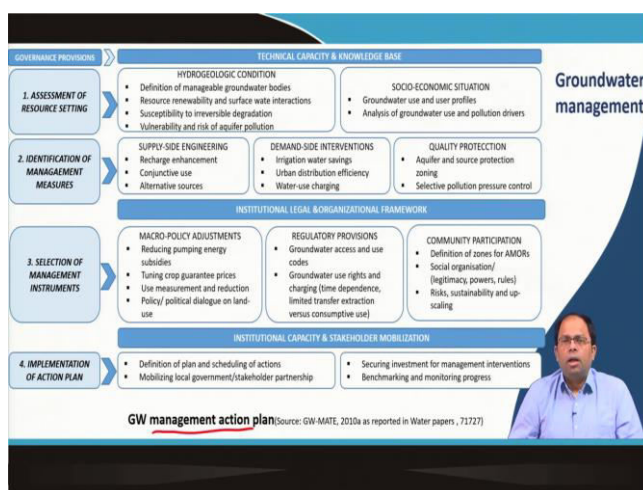 GOVERNANCE PROVISIONS
TECHNICAL CAPACITY & KNOWLEDGE BASE
Groundwater
management
1. ASSESSMENT OF
RESOURCE SETTING
HYDROGEOLOGIC CONDITION
Definition of manageable groundwater bodies
Resource renewability and surface wate interactions
Susceptibility to irreversible degradation
Vulnerability and risk of aquifer pollution
SOCIO-ECONOMIC SITUATION
Groundwater use and user profiles
Analysis of groundwater use and pollution drivers
2. IDENTIFICATION OF
MANAGEMENT
MEASURES
SUPPLY-SIDE ENGINEERING
Recharge enhancement
Conjunctive use
Alternative sources
DEMAND-SIDE INTERVENTIONS
Irrigation water savings
Urban distribution efficiency
Water-use charging
QUALITY PROTECCTION
Aquifer and source protection
zoning
Selective pollution pressure control
INSTITUTIONAL LEGAL &ORGANIZATIONAL FRAMEWORK
3. SELECTION OF
MANAGEMENT
INSTRUMENTS
MACRO-POLICY ADJUSTMENTS
Reducing pumping energy
subsidies
Tuning crop guarantee prices
Use measurement and reduction
Policy/ political dialogue on land-
use
REGULATORY PROVISIONS
Groundwater access and use
codes
Groundwater use rights and
charging (time dependence,
limited transfer extraction
versus consumptive use)
COMMUNITY PARTICIPATION
Definition of zones for AMORs
Social organisation/
(legitimacy, powers, rules)
Risks, sustainability and up-
scaling
INSTITUTIONAL CAPACITY & STAKEHOLDER MOBILIZATION
4. IMPLEMENTATION
OF ACTION PLAN
Definition of plan and scheduling of actions
Mobilizing local government/stakeholder partnership
Securing investment for management interventions
Benchmarking and monitoring progress
GW management action plan(Source: GW-MATE, 2010a as reported in Water papers , 71727)